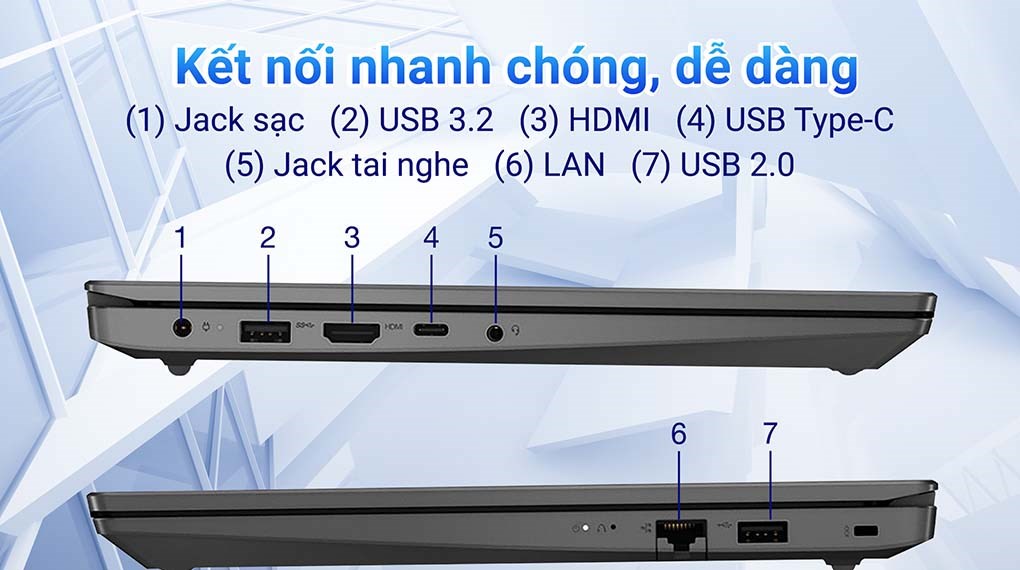 Kết nối nhanh chóng, dễ dàng
(1) Jack sạc (2) USB 3.2 (3) HDMI (4) USB Type-C
(5) Jack tai nghe (6) LAN (7) USB 2.0
1 2 3 4 5
HDMI
6 7